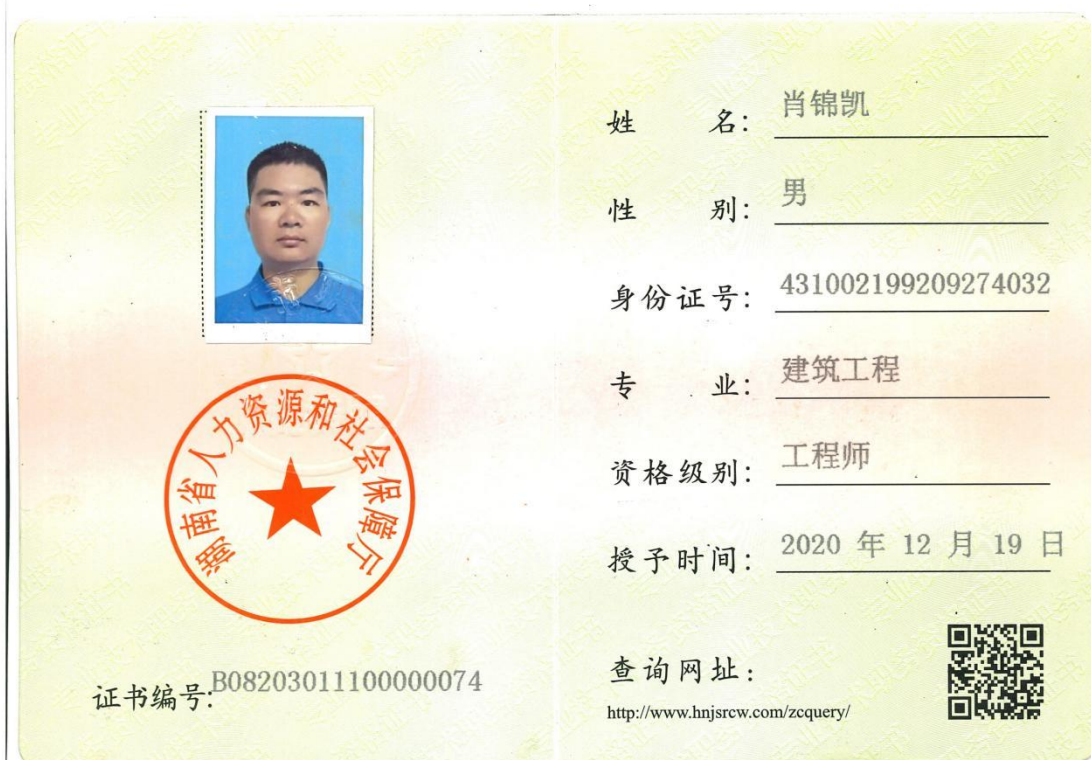 湖南省人力资源和社会保障厅
证书编号:B08203011100000074
姓 名: 肖锦凯
性 别: 男
身份证号: 431002199209274032
专 业: 建筑工程
资格级别: 工程师
授予时间: 2020 年 12 月 19 日
查询网址:
http://www.hnjsrcw.com/zcquery/